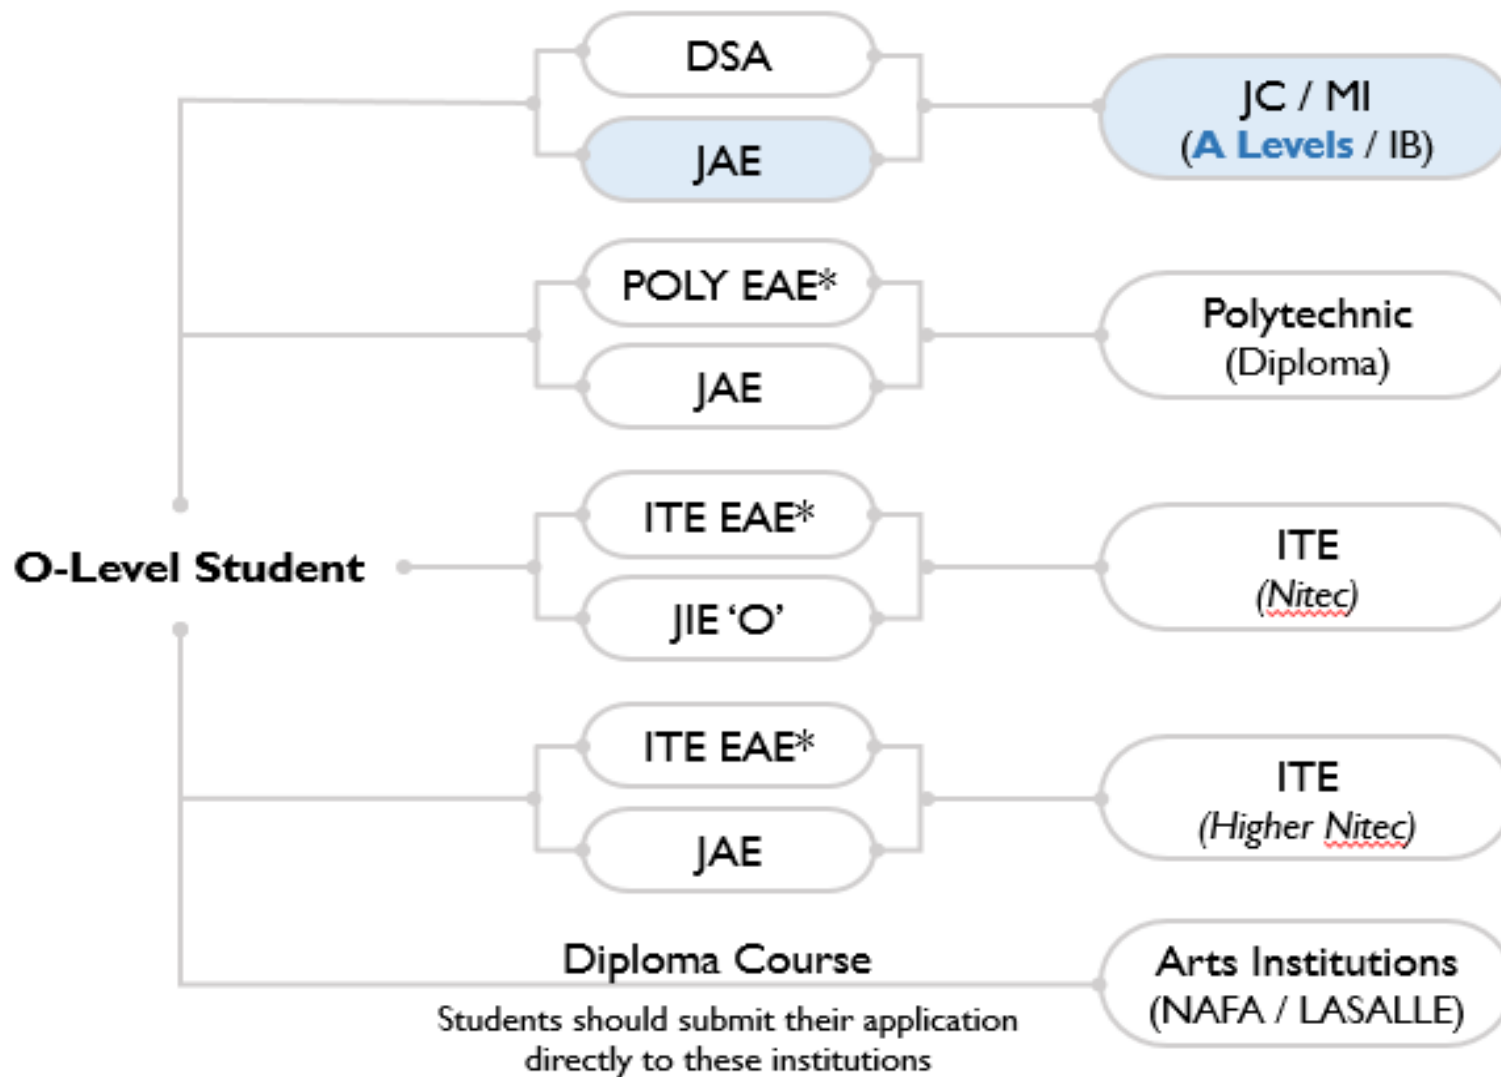 DSA
JAE
JC / MI
(A Levels / IB)
POLY EAE*
JAE
Polytechnic
(Diploma)
O-Level Student
ITE EAE*
JIE ‘O’
ITE
(Nitec)
ITE EAE*
JAE
ITE
(Higher Nitec)
Diploma Course
Students should submit their application
directly to these institutions
Arts Institutions
(NAFA / LASALLE)